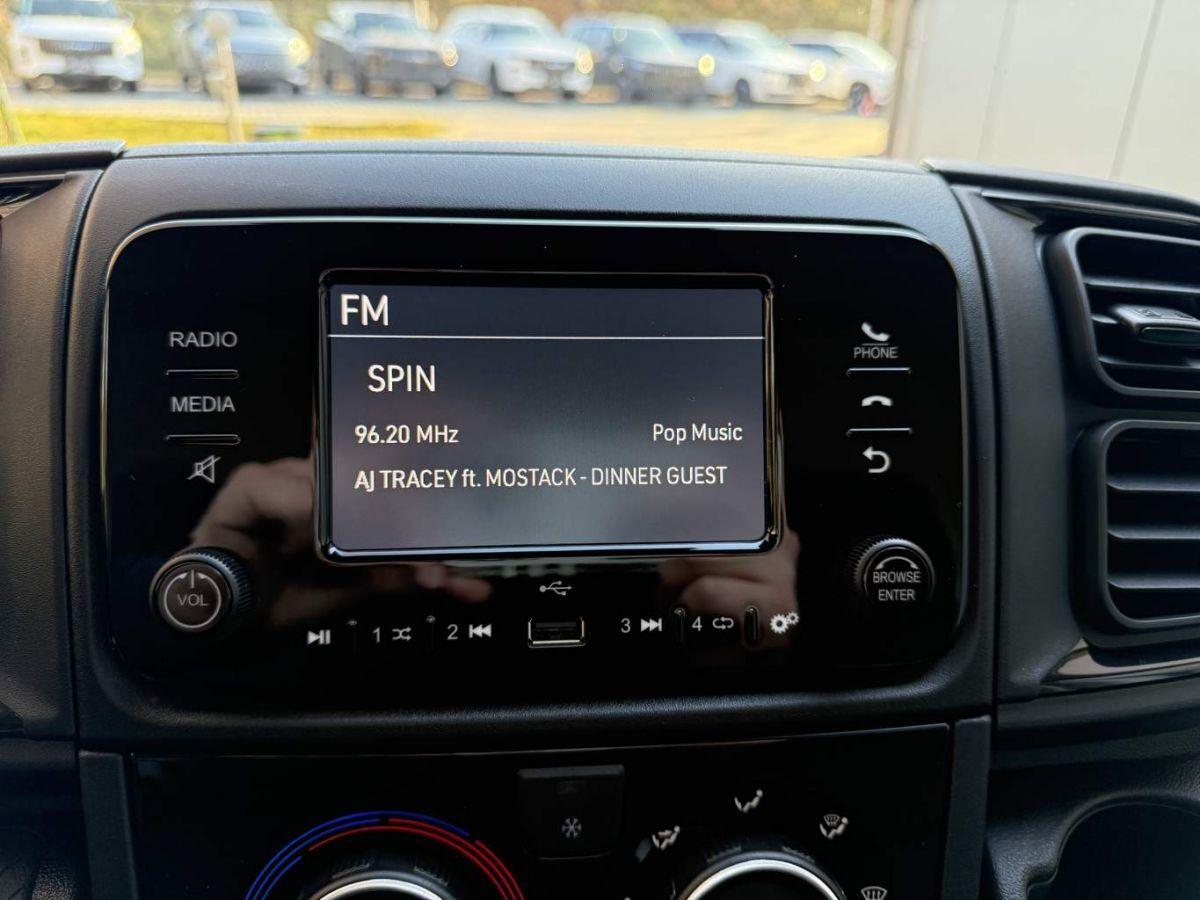 FM
RADIO
PHONE
SPIN
MEDIA
96.20 MHz
Pop Music
AJ TRACEY ft. MOSTACK - DINNER GUEST
VOL
BROWSE
ENTER
1
2
3
4